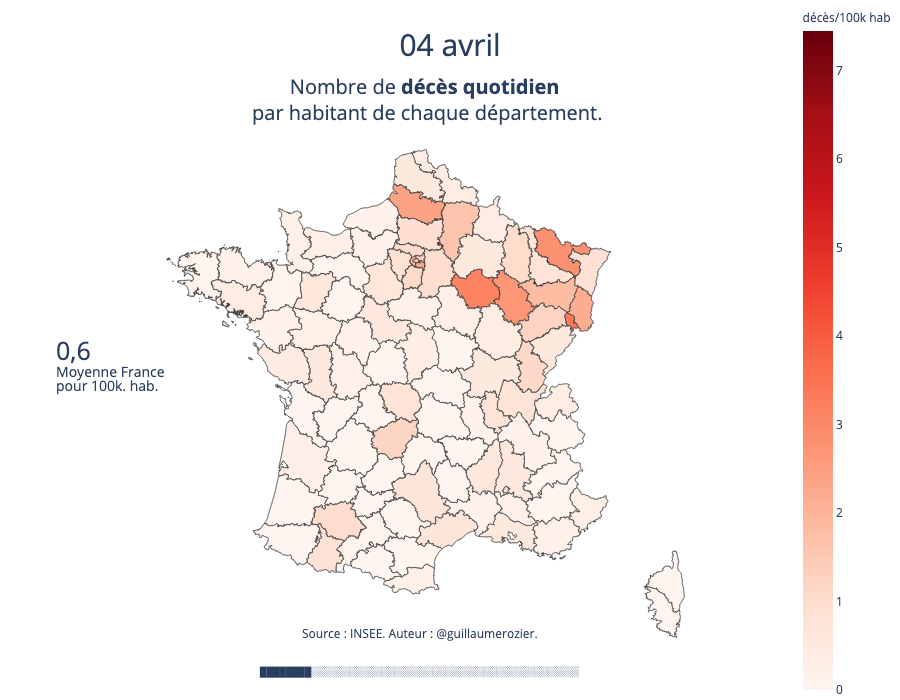 décès/100k hab
04 avril
Nombre de décès quotidien
par habitant de chaque département.
7
6
5
4
3
2
1
0
0,6
Moyenne France
pour 100k. hab.
Source : INSEE. Auteur : @guillaumerozier.